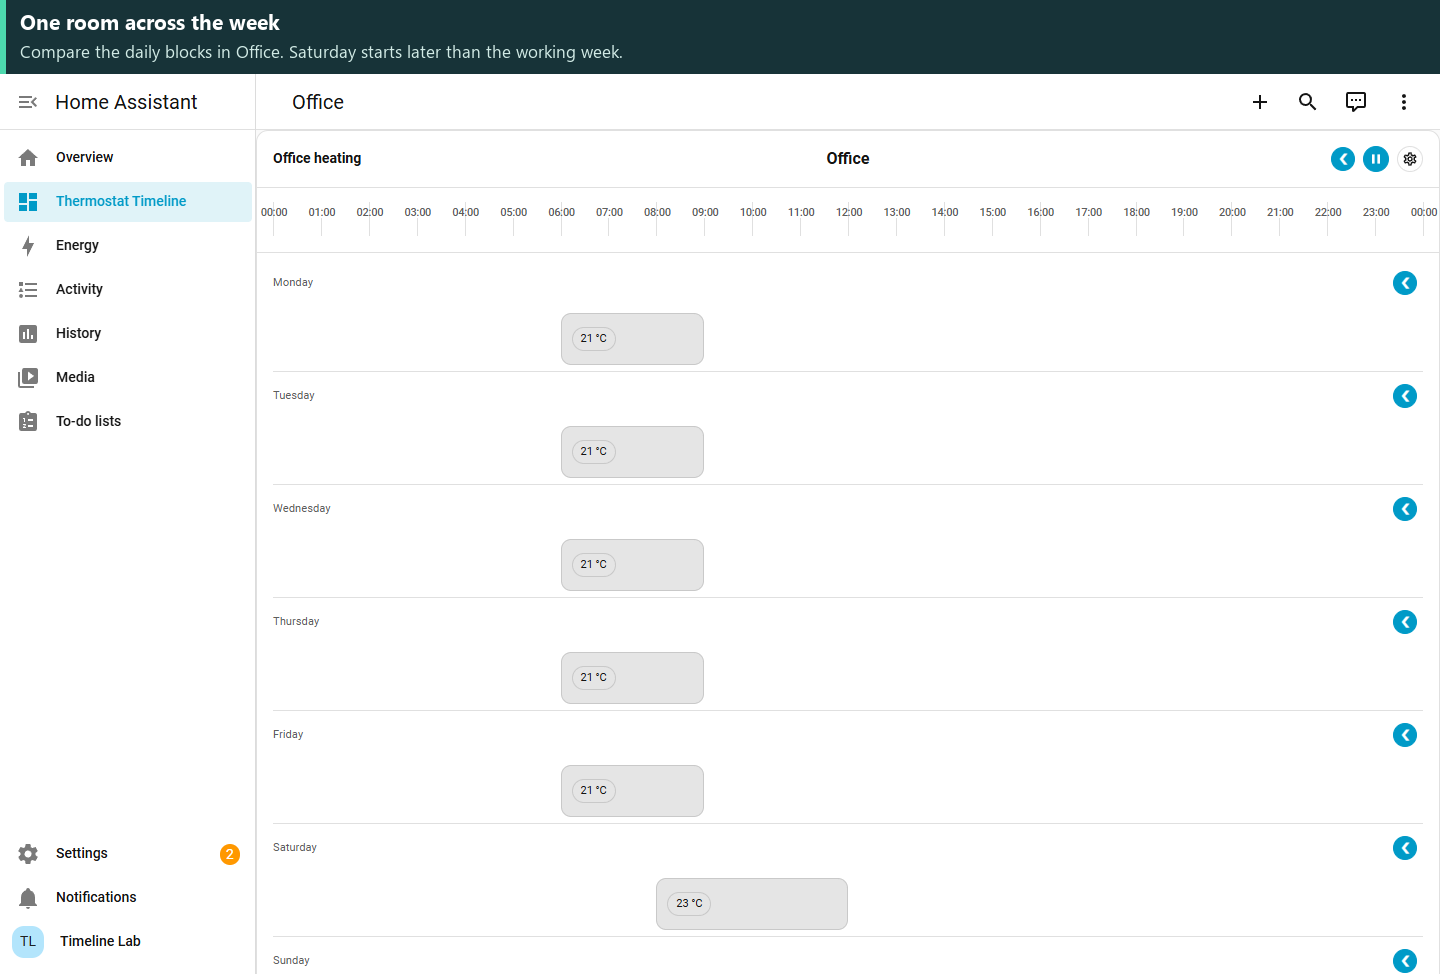 One room across the week
Compare the daily blocks in Office. Saturday starts later than the working week.
Home Assistant
Office
Overview
Thermostat Timeline
Energy
Activity
History
Media
To-do lists
Settings
2
Notifications
TL
Timeline Lab
Office heating
Office
00:00 01:00 02:00 03:00 04:00 05:00 06:00 07:00 08:00 09:00 10:00 11:00 12:00 13:00 14:00 15:00 16:00 17:00 18:00 19:00 20:00 21:00 22:00 23:00 00:00
Monday
21 °C
Tuesday
21 °C
Wednesday
21 °C
Thursday
21 °C
Friday
21 °C
Saturday
23 °C
Sunday